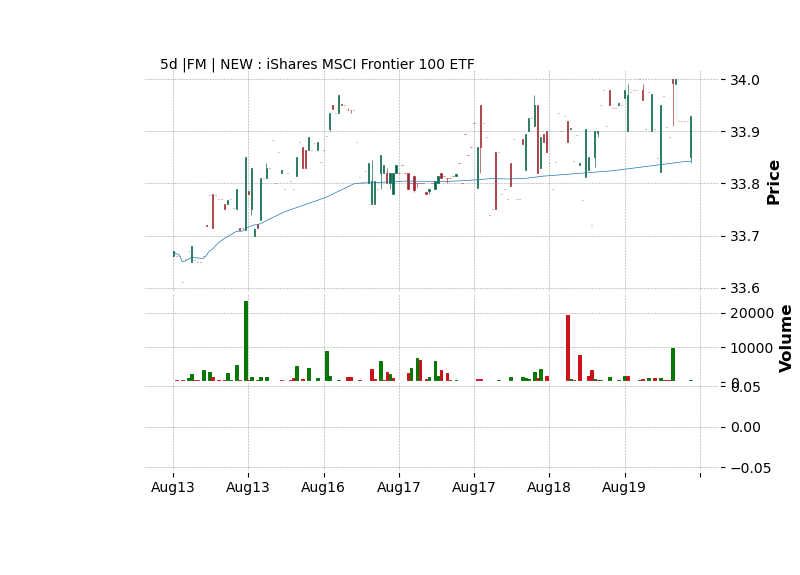 5d |FM | NEW : iShares MSCI Frontier 100 ETF
34.0
33.9
33.8
33.7
33.6
Price
20000
10000
0
Volume
0.05
0.00
−0.05
Aug13 Aug13 Aug16 Aug17 Aug17 Aug18 Aug19